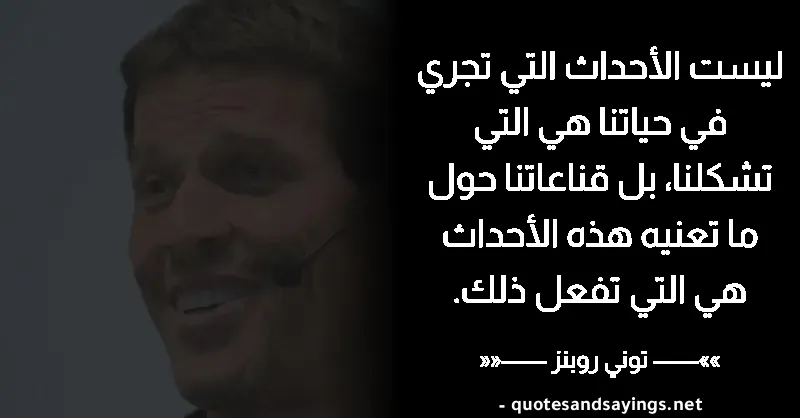 ليست الأحداث التي تجري
في حياتنا هي التي
تشكلنا، بل قناعاتنا حول
ما تعنيه هذه الأحداث
هي التي تفعل ذلك.
»»—— توني روبنز ——««
- quotesandsayings.net